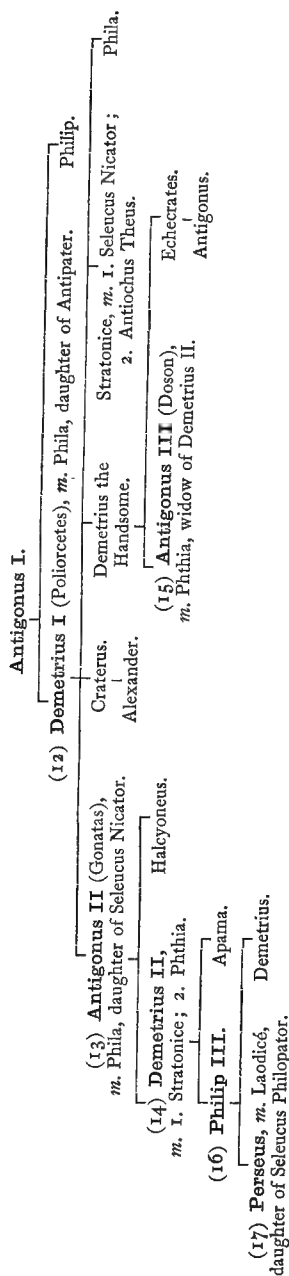 Antigonus I.
(12) Demetrius I (Poliorcetes), m. Phila, daughter of Antipater.
Philip.
(13) Antigonus II (Gonatas),
m. Phila, daughter of Seleucus Nicator.
Craterus.
Alexander.
Demetrius the
Handsome.
Stratonice, m. 1. Seleucus Nicator;
2. Antiochus Theus.
Phila.
(14) Demetrius II,
m. 1. Stratonice; 2. Phthia.
Halcyoneus.
(15) Antigonus III (Doson),
m. Phthia, widow of Demetrius II.
Echecrates.
Antigonus.
(16) Philip III.
Apama.
(17) Perseus, m. Laodicé,
daughter of Seleucus Philopator.
Demetrius.